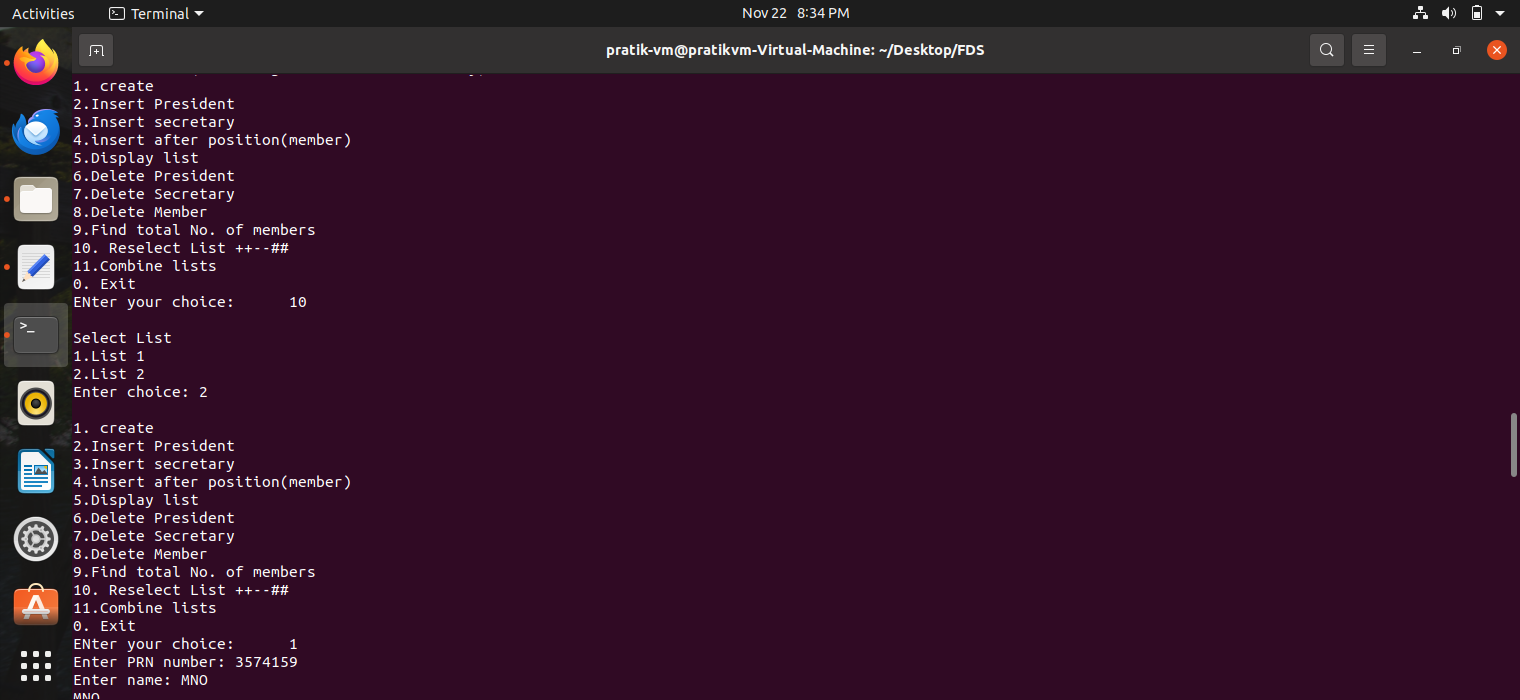 Activities
Terminal
Nov 22 8:34 PM
pratik-vm@pratikvm-Virtual-Machine: ~/Desktop/FDS
1. create
2.Insert President
3.Insert secretary
4.insert after position(member)
5.Display list
6.Delete President
7.Delete Secretary
8.Delete Member
9.Find total No. of members
10. Reselect List ++--##
11.Combine lists
0. Exit
ENter your choice: 10
Select List
1.List 1
2.List 2
Enter choice: 2
1. create
2.Insert President
3.Insert secretary
4.insert after position(member)
5.Display list
6.Delete President
7.Delete Secretary
8.Delete Member
9.Find total No. of members
10. Reselect List ++--##
11.Combine lists
0. Exit
ENter your choice: 1
Enter PRN number: 3574159
Enter name: MNO
MNO